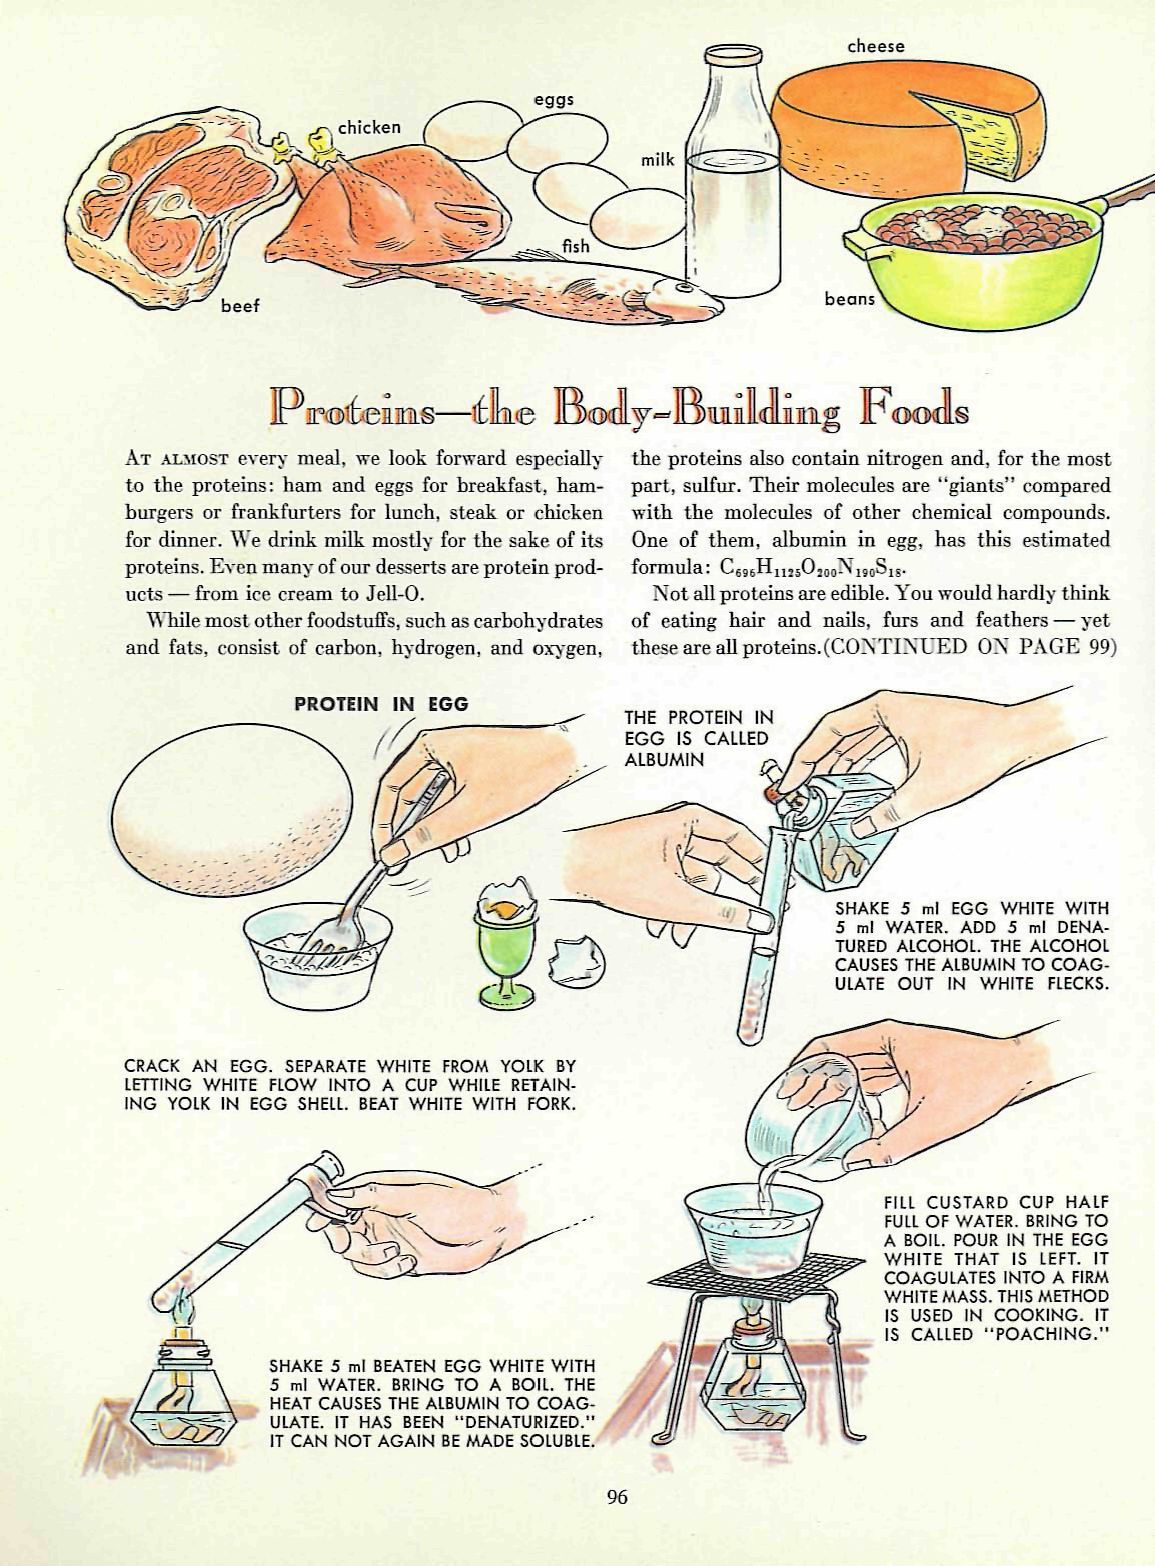 cheese
eggs
chicken
milk
fish
beef
beans
Proteins—the Body-Building Foods
AT ALMOST every meal, we look forward especially
to the proteins: ham and eggs for breakfast, ham-
burgers or frankfurters for lunch, steak or chicken
for dinner. We drink milk mostly for the sake of its
proteins. Even many of our desserts are protein prod-
ucts — from ice cream to Jell-O.
While most other foodstuffs, such as carbohydrates
and fats, consist of carbon, hydrogen, and oxygen,
the proteins also contain nitrogen and, for the most
part, sulfur. Their molecules are "giants" compared
with the molecules of other chemical compounds.
One of them, albumin in egg, has this estimated
formula: C₆₉₆H₁₁₂₅O₂₀₀N₁₉₀S₁₈.
Not all proteins are edible. You would hardly think
of eating hair and nails, furs and feathers — yet
these are all proteins.(CONTINUED ON PAGE 99)
PROTEIN IN EGG
CRACK AN EGG. SEPARATE WHITE FROM YOLK BY
LETTING WHITE FLOW INTO A CUP WHILE RETAIN-
ING YOLK IN EGG SHELL. BEAT WHITE WITH FORK.
THE PROTEIN IN
EGG IS CALLED
ALBUMIN
SHAKE 5 ml EGG WHITE WITH
5 ml WATER. ADD 5 ml DENA-
TURED ALCOHOL. THE ALCOHOL
CAUSES THE ALBUMIN TO COAG-
ULATE OUT IN WHITE FLECKS.
SHAKE 5 ml BEATEN EGG WHITE WITH
5 ml WATER. BRING TO A BOIL. THE
HEAT CAUSES THE ALBUMIN TO COAG-
ULATE. IT HAS BEEN "DENATURIZED."
IT CAN NOT AGAIN BE MADE SOLUBLE.
FILL CUSTARD CUP HALF
FULL OF WATER. BRING TO
A BOIL. POUR IN THE EGG
WHITE THAT IS LEFT. IT
COAGULATES INTO A FIRM
WHITE MASS. THIS METHOD
IS USED IN COOKING. IT
IS CALLED "POACHING."
96